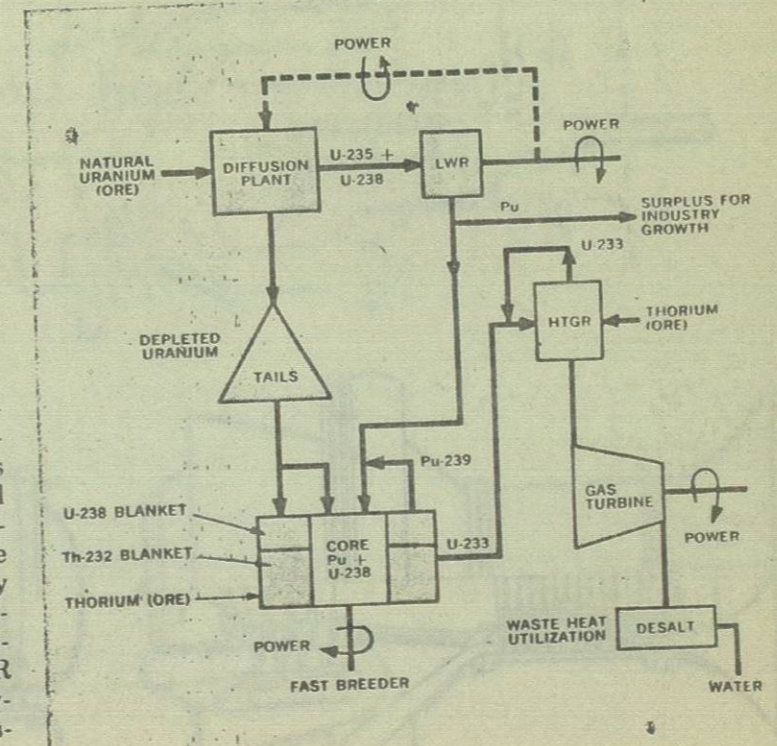 POWER
POWER
NATURAL
URANIUM
(ORE)
DIFFUSION
PLANT
U-235 +
U-238
LWR
Pu
SURPLUS FOR
INDUSTRY
GROWTH
U-233
HTGR
THORIUM
(ORE)
DEPLETED
URANIUM
TAILS
Pu-239
GAS
TURBINE
POWER
U-238 BLANKET
Th-232 BLANKET
THORIUM (ORE)
CORE
Pu +
U-238
U-233
POWER
FAST BREEDER
WASTE HEAT
UTILIZATION
DESALT
WATER